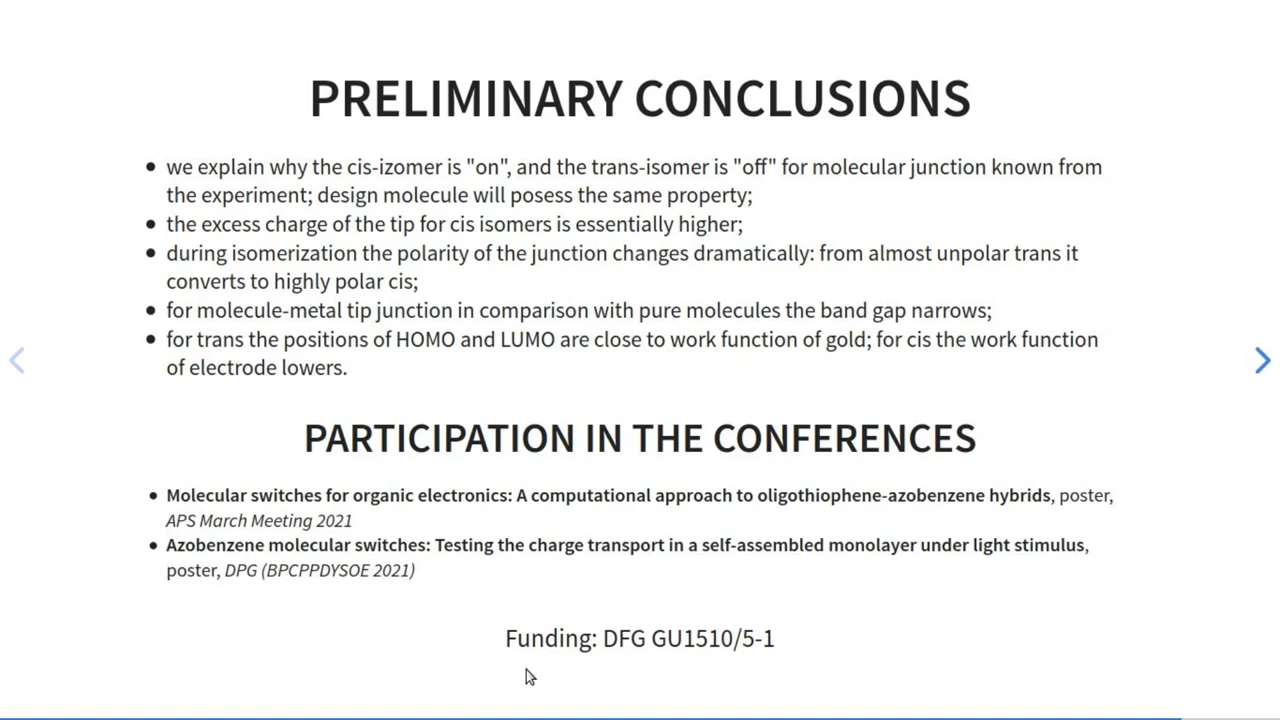 PRELIMINARY CONCLUSIONS
• we explain why the cis-izomer is "on", and the trans-isomer is "off" for molecular junction known from
the experiment; design molecule will posess the same property;
• the excess charge of the tip for cis isomers is essentially higher;
• during isomerization the polarity of the junction changes dramatically: from almost unpolar trans it
converts to highly polar cis;
• for molecule-metal tip junction in comparison with pure molecules the band gap narrows;
• for trans the positions of HOMO and LUMO are close to work function of gold; for cis the work function
of electrode lowers.
PARTICIPATION IN THE CONFERENCES
• Molecular switches for organic electronics: A computational approach to oligothiophene-azobenzene hybrids, poster,
APS March Meeting 2021
• Azobenzene molecular switches: Testing the charge transport in a self-assembled monolayer under light stimulus,
poster, DPG (BPCPPDYSOE 2021)
Funding: DFG GU1510/5-1